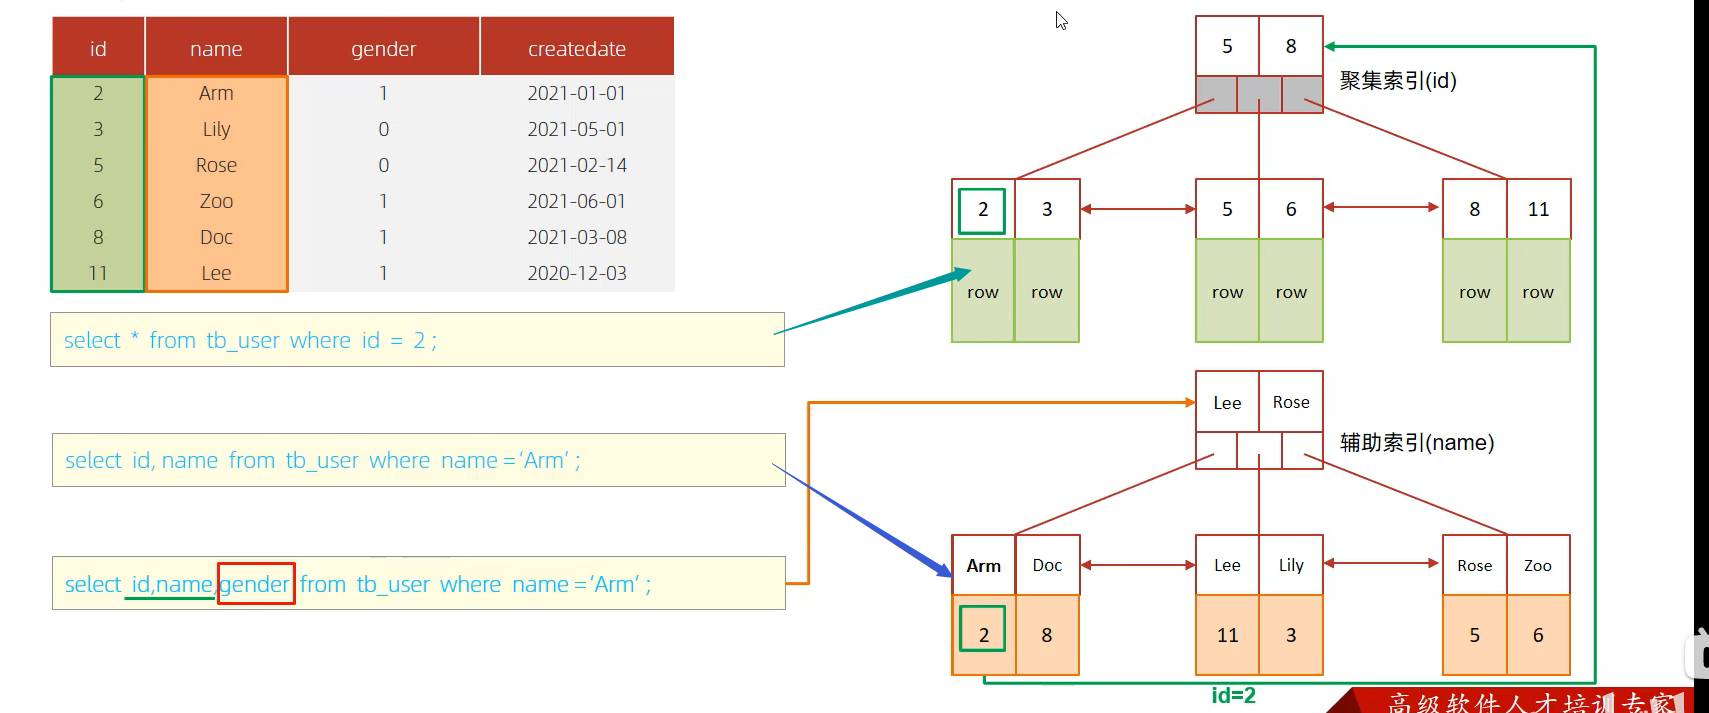 id name gender createdate
2 Arm 1 2021-01-01
3 Lily 0 2021-05-01
5 Rose 0 2021-02-14
6 Zoo 1 2021-06-01
8 Doc 1 2021-03-08
11 Lee 1 2020-12-03
select * from tb_user where id = 2 ;
select id, name from tb_user where name = ‘Arm’ ;
select id,name,gender from tb_user where name = ‘Arm’ ;
5 8
聚集索引(id)
2 3 5 6 8 11
row row row row row row
Lee Rose
辅助索引(name)
Arm Doc Lee Lily Rose Zoo
2 8 11 3 5 6
id=2
高级软件人才培训专家